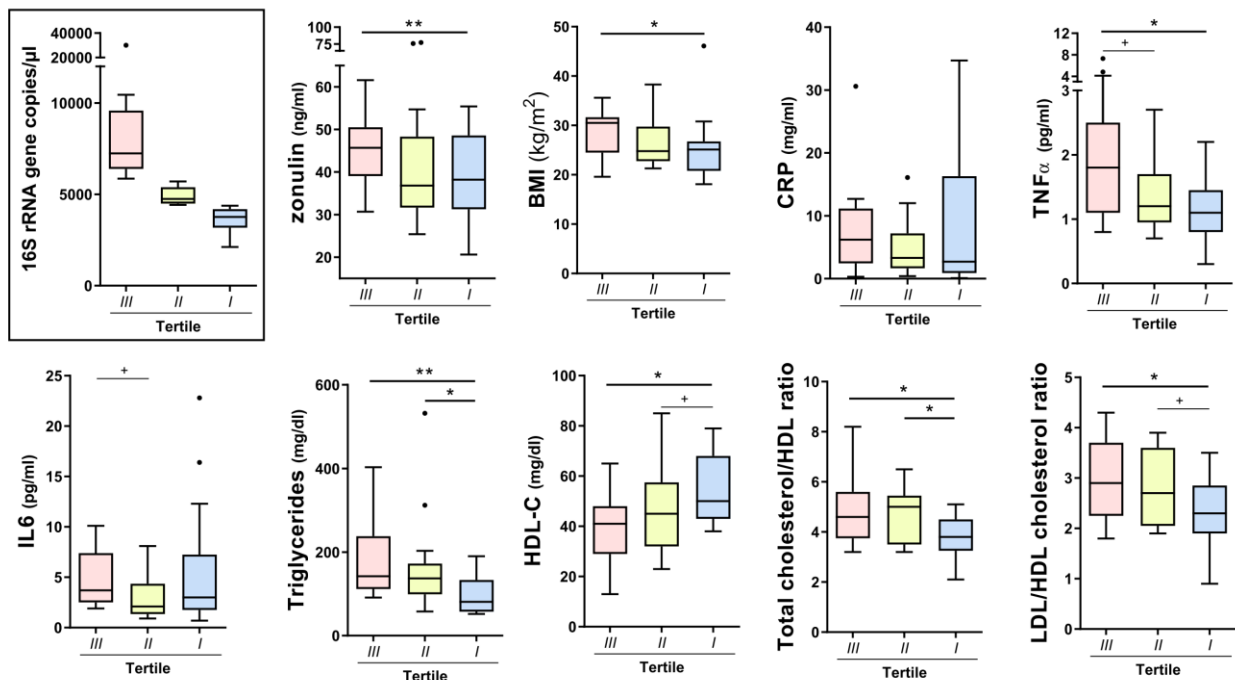 16S rRNA gene copies/µl
40000
20000
10000
5000
0
III
II
I
Tertile
zonulin (ng/ml)
**
100
75
60
50
40
30
20
III
II
I
Tertile
BMI (kg/m²)
*
50
40
30
20
10
0
III
II
I
Tertile
CRP (mg/ml)
40
30
20
10
0
III
II
I
Tertile
TNFα (pg/ml)
*
+
12
8
4
3
2
1
0
III
II
I
Tertile
IL6 (pg/ml)
+
25
20
15
10
5
0
III
II
I
Tertile
Triglycerides (mg/dl)
**
*
600
400
200
0
III
II
I
Tertile
HDL-C (mg/dl)
*
+
100
80
60
40
20
0
III
II
I
Tertile
Total cholesterol/HDL ratio
*
*
10
8
6
4
2
0
III
II
I
Tertile
LDL/HDL cholesterol ratio
*
+
5
4
3
2
1
0
III
II
I
Tertile